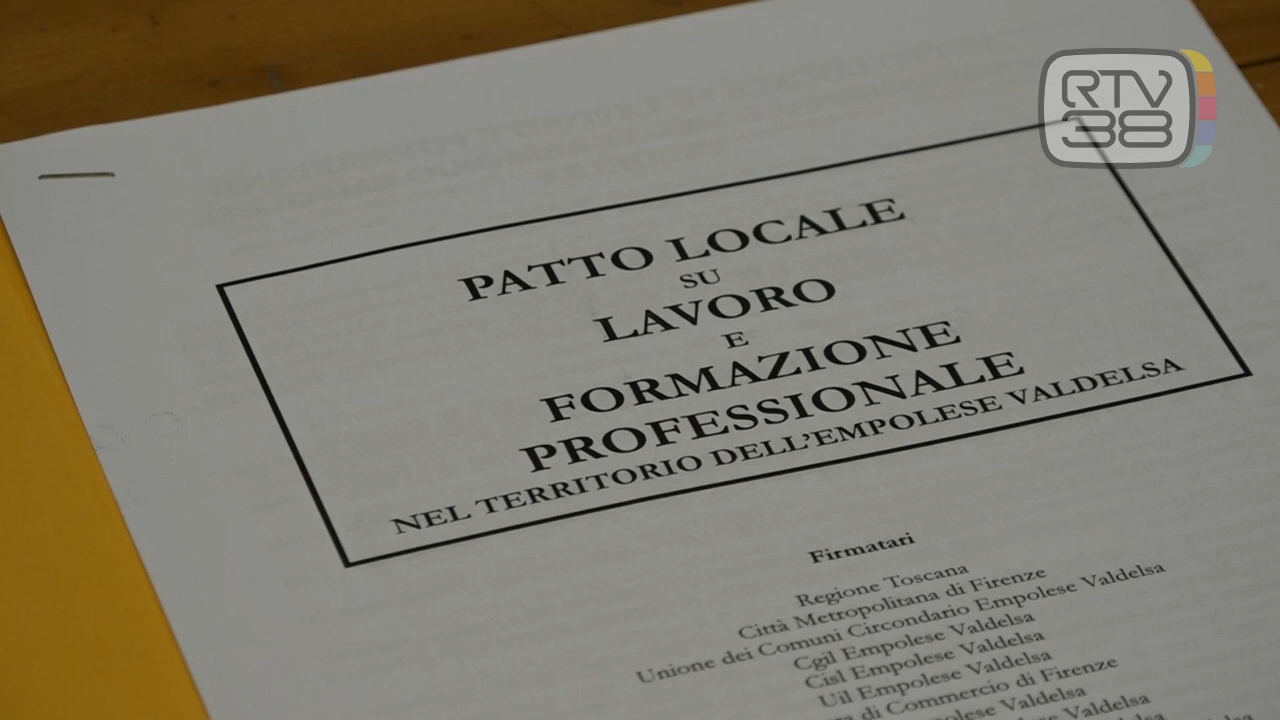 RTV
38
PATTO LOCALE
SU
LAVORO
E
FORMAZIONE
PROFESSIONALE
NEL TERRITORIO DELL'EMPOLESE VALDELSA
Firmatari
Regione Toscana
Città Metropolitana di Firenze
Unione dei Comuni Circondario Empolese Valdelsa
Cgil Empolese Valdelsa
Cisl Empolese Valdelsa
Uil Empolese Valdelsa
di Commercio di Firenze
Empolese Valdelsa
Valdelsa